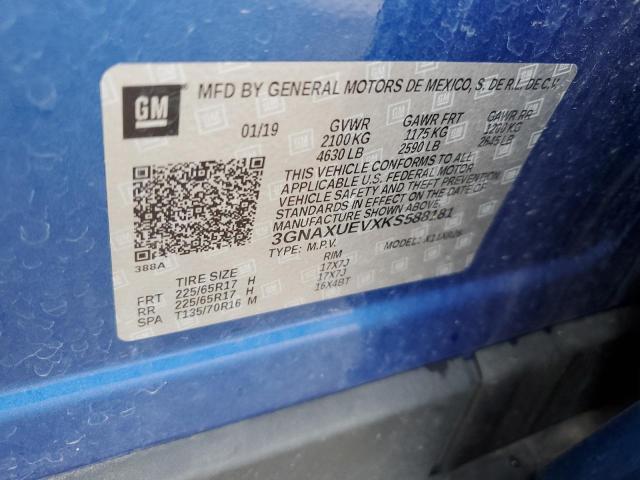 GM
MFD BY GENERAL MOTORS DE MEXICO, S. DE R.L. DE C.V.
01/19 GVWR GAWR FRT GAWR RR
2100 KG 1175 KG 1200 KG
4630 LB 2590 LB 2645 LB
THIS VEHICLE CONFORMS TO ALL
APPLICABLE U.S. FEDERAL MOTOR
VEHICLE SAFETY AND THEFT PREVENTION
STANDARDS IN EFFECT ON THE DATE OF
MANUFACTURE SHOWN ABOVE.
3GNAXUEVXKS588181
TYPE: M.P.V. MODEL:
388A
TIRE SIZE RIM
FRT 225/65R17 H 17X7J
RR 225/65R17 H 17X7J
SPA T135/70R16 M 16X4BT